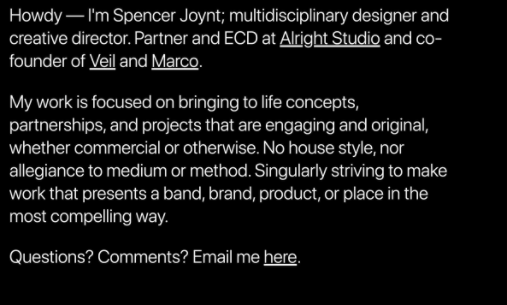 Howdy — I'm Spencer Joynt; multidisciplinary designer and
creative director. Partner and ECD at Alright Studio and co-
founder of Veil and Marco.
My work is focused on bringing to life concepts,
partnerships, and projects that are engaging and original,
whether commercial or otherwise. No house style, nor
allegiance to medium or method. Singularly striving to make
work that presents a band, brand, product, or place in the
most compelling way.
Questions? Comments? Email me here.